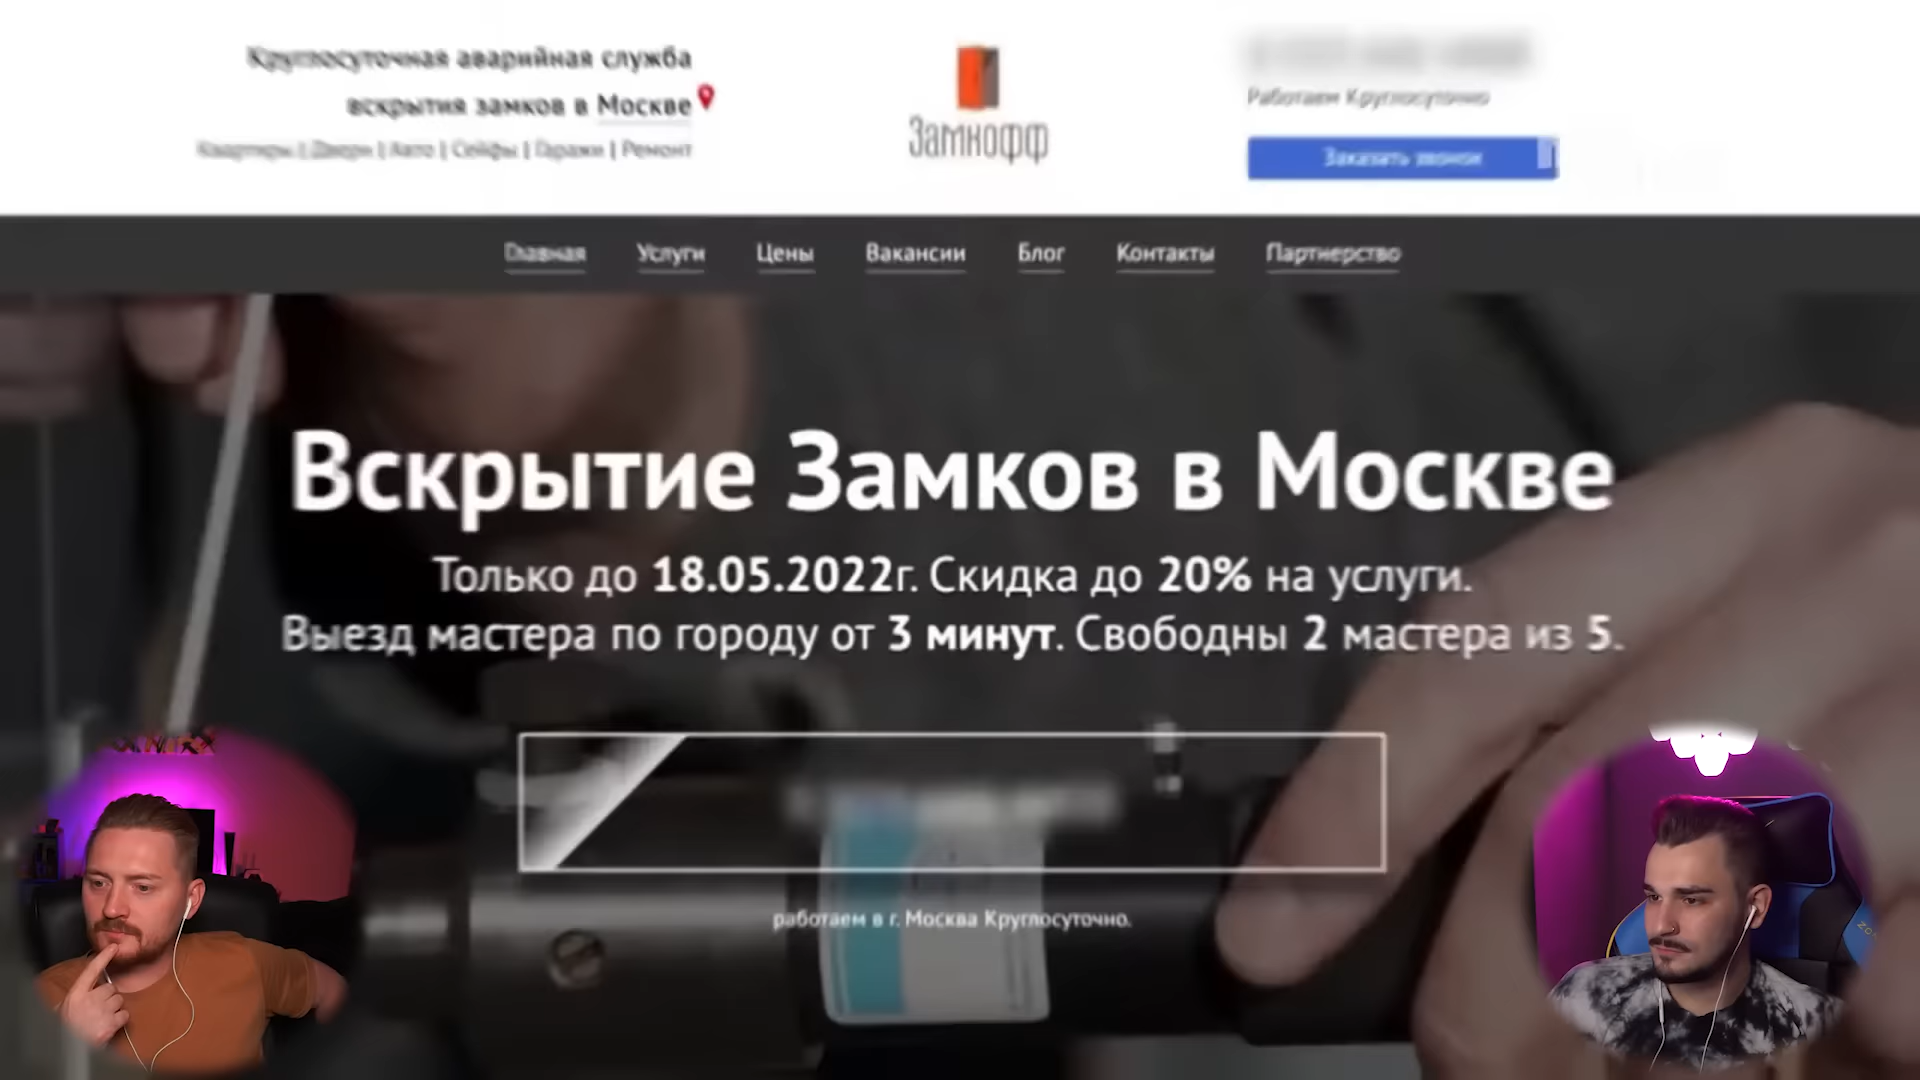 Круглосуточная аварийная служба
вскрытия замков в Москве
Квартиры | Двери | Авто | Сейфы | Гаражи | Ремонт
Замкофф
Работаем Круглосуточно
Заказать звонок
Главная Услуги Цены Вакансии Блог Контакты Партнерство
Вскрытие Замков в Москве
Только до 18.05.2022г. Скидка до 20% на услуги.
Выезд мастера по городу от 3 минут. Свободны 2 мастера из 5.
работаем в г. Москва Круглосуточно.